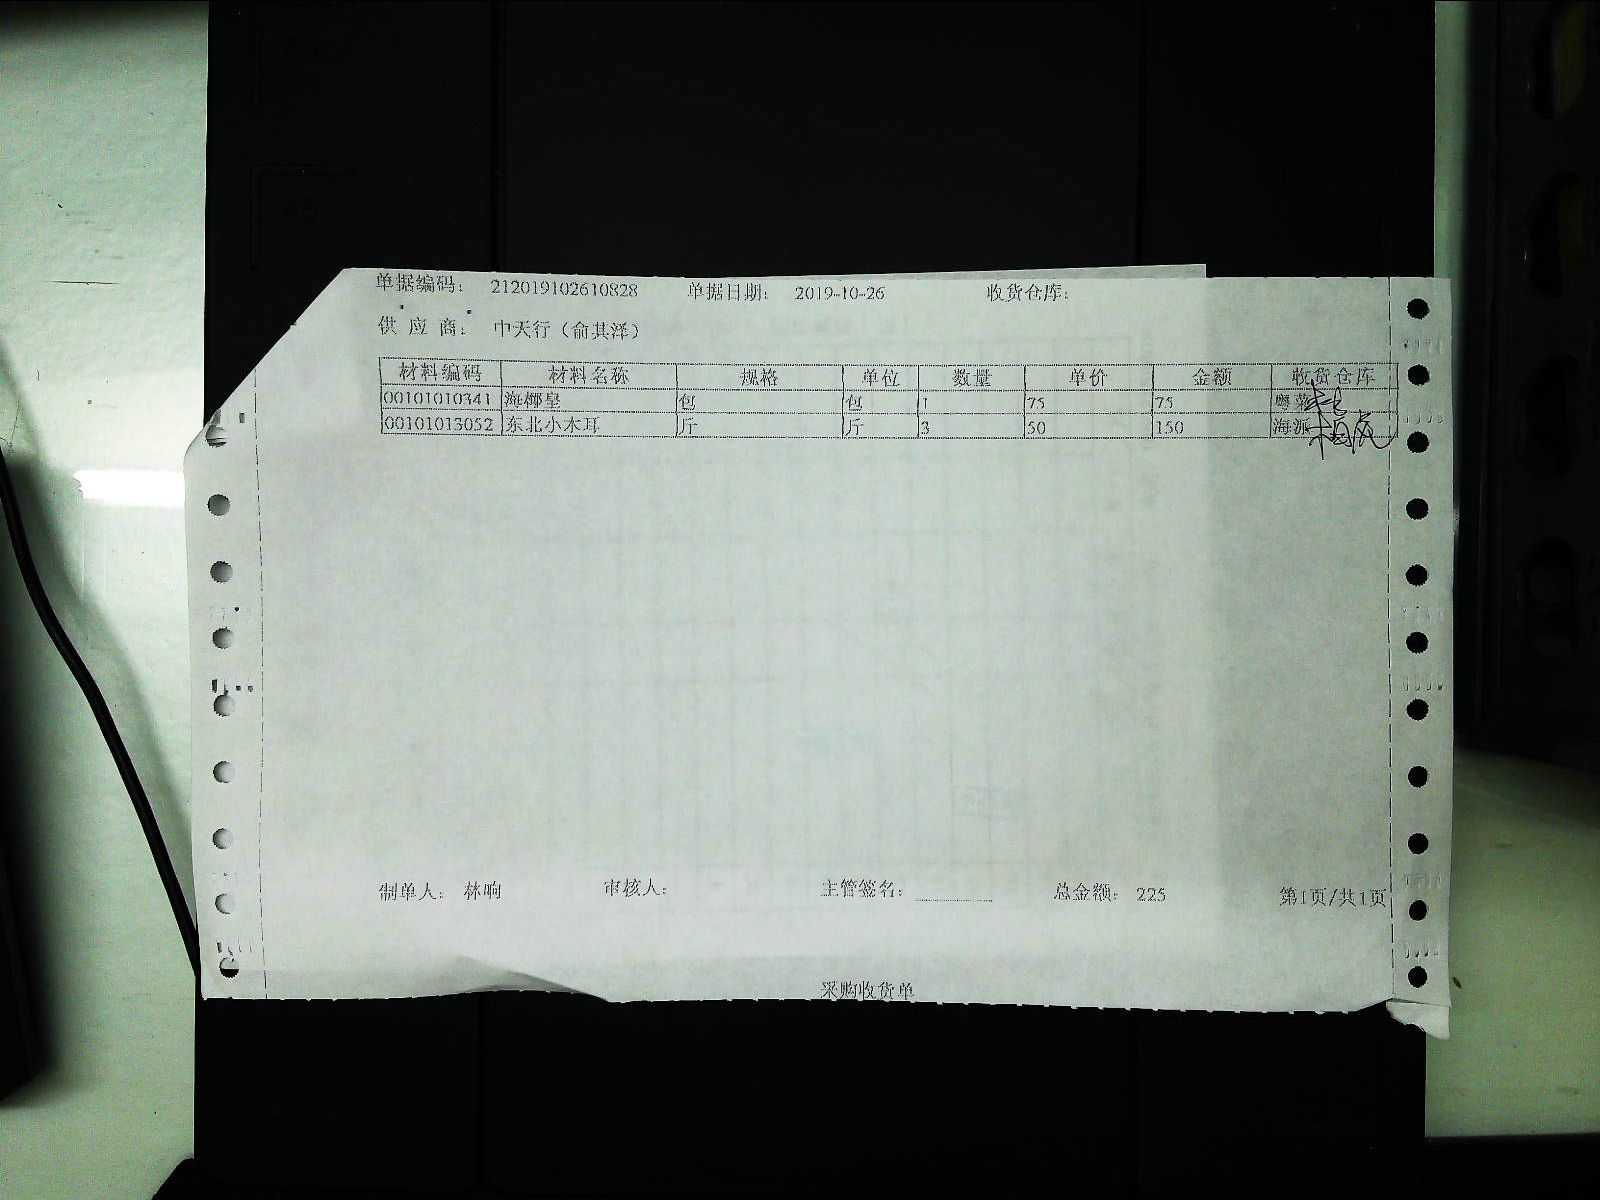 单据编码： 212019102610828 单据日期： 2019-10-26 收货仓库：
供 应 商： 中天行（俞其泽）
材料编码 材料名称 规格 单位 数量 单价 金额 收货仓库
00101010341 海椰皇 包 包 1 75 75 粤菜
00101013052 东北小木耳 斤 斤 3 50 150 海派
制单人： 林响 审核人： 主管签名： 总金额： 225 第1页/共1页
采购收货单